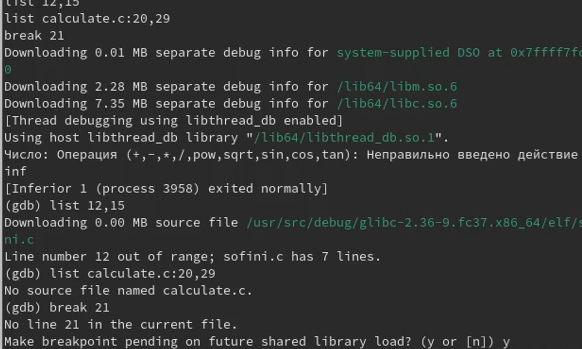 list 12,15
list calculate.c:20,29
break 21
Downloading 0.01 MB separate debug info for system-supplied DSO at 0x7ffff7fc
0
Downloading 2.28 MB separate debug info for /lib64/libm.so.6
Downloading 7.35 MB separate debug info for /lib64/libc.so.6
[Thread debugging using libthread_db enabled]
Using host libthread_db library "/lib64/libthread_db.so.1".
Число: Операция (+,-,*,/,pow,sqrt,sin,cos,tan): Неправильно введено действие
inf
[Inferior 1 (process 3958) exited normally]
(gdb) list 12,15
Downloading 0.00 MB source file /usr/src/debug/glibc-2.36-9.fc37.x86_64/elf/s
ni.c
Line number 12 out of range; sofini.c has 7 lines.
(gdb) list calculate.c:20,29
No source file named calculate.c.
(gdb) break 21
No line 21 in the current file.
Make breakpoint pending on future shared library load? (y or [n]) y